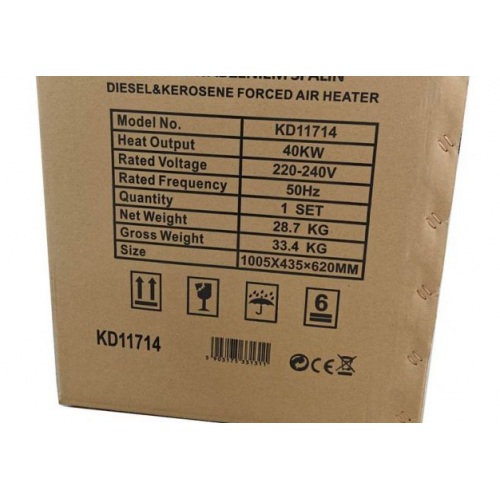 DIESEL&KEROSENE FORCED AIR HEATER
Model No. KD11714
Heat Output 40KW
Rated Voltage 220-240V
Rated Frequency 50Hz
Quantity 1 SET
Net Weight 28.7 KG
Gross Weight 33.4 KG
Size 1005X435×620MM
6
KD11714
CE